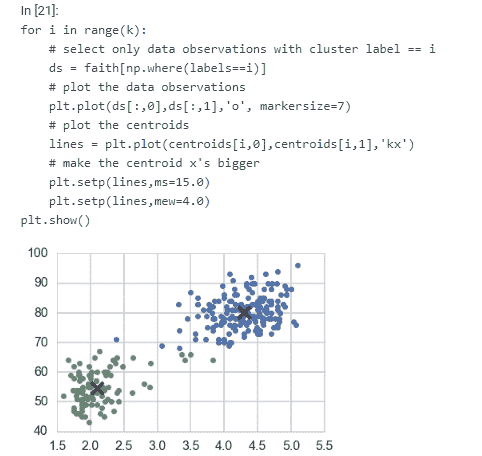 In [21]:
for i in range(k):
    # select only data observations with cluster label == i
    ds = faith[np.where(labels==i)]
    # plot the data observations
    plt.plot(ds[:,0],ds[:,1],'o', markersize=7)
    # plot the centroids
    lines = plt.plot(centroids[i,0],centroids[i,1],'kx')
    # make the centroid x's bigger
    plt.setp(lines,ms=15.0)
    plt.setp(lines,mew=4.0)
plt.show()
100
90
80
70
60
50
40
1.5 2.0 2.5 3.0 3.5 4.0 4.5 5.0 5.5